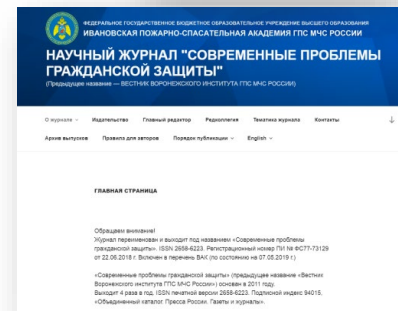 ФЕДЕРАЛЬНОЕ ГОСУДАРСТВЕННОЕ БЮДЖЕТНОЕ ОБРАЗОВАТЕЛЬНОЕ УЧРЕЖДЕНИЕ ВЫСШЕГО ОБРАЗОВАНИЯ
ИВАНОВСКАЯ ПОЖАРНО-СПАСАТЕЛЬНАЯ АКАДЕМИЯ ГПС МЧС РОССИИ
НАУЧНЫЙ ЖУРНАЛ "СОВРЕМЕННЫЕ ПРОБЛЕМЫ
ГРАЖДАНСКОЙ ЗАЩИТЫ"
(Предыдущее название — ВЕСТНИК ВОРОНЕЖСКОГО ИНСТИТУТА ГПС МЧС РОССИИ)
О журнале Издательство Главный редактор Редколлегия Тематика журнала Контакты
Архив выпусков Правила для авторов Порядок публикации English
ГЛАВНАЯ СТРАНИЦА
Обращаем внимание!
Журнал переименован и выходит под названием «Современные проблемы
гражданской защиты». ISSN 2658-6223. Регистрационный номер ПИ № ФС77-73129
от 22.06.2018 г. Включен в перечень ВАК (по состоянию на 07.05.2019 г.)
«Современные проблемы гражданской защиты» (предыдущее название «Вестник
Воронежского института ГПС МЧС России») основан в 2011 году.
Выходит 4 раза в год. ISSN печатной версии 2658-6223. Подписной индекс 94015,
«Объединенный каталог Пресса России. Газеты и журналы».